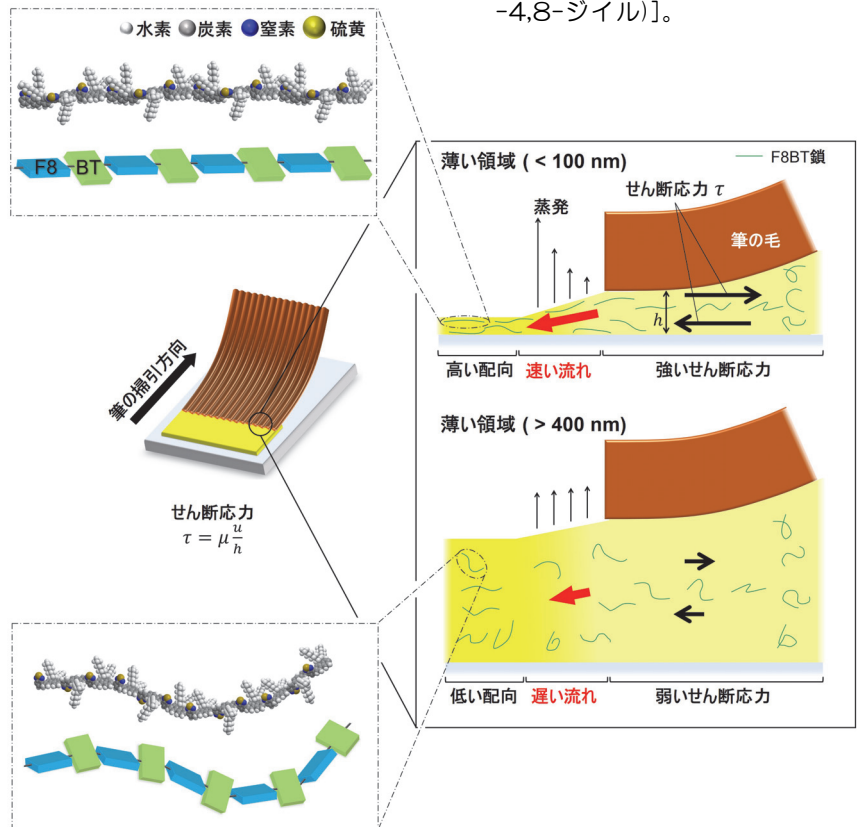 -4,8-ジイル)]。
水素 炭素 窒素 硫黄
F8 BT
薄い領域 ( < 100 nm)
F8BT鎖
せん断応力 τ
蒸発
筆の毛
h
高い配向 速い流れ 強いせん断応力
筆の掃引方向
せん断応力
τ = μ u/h
薄い領域 ( > 400 nm)
低い配向 遅い流れ 弱いせん断応力